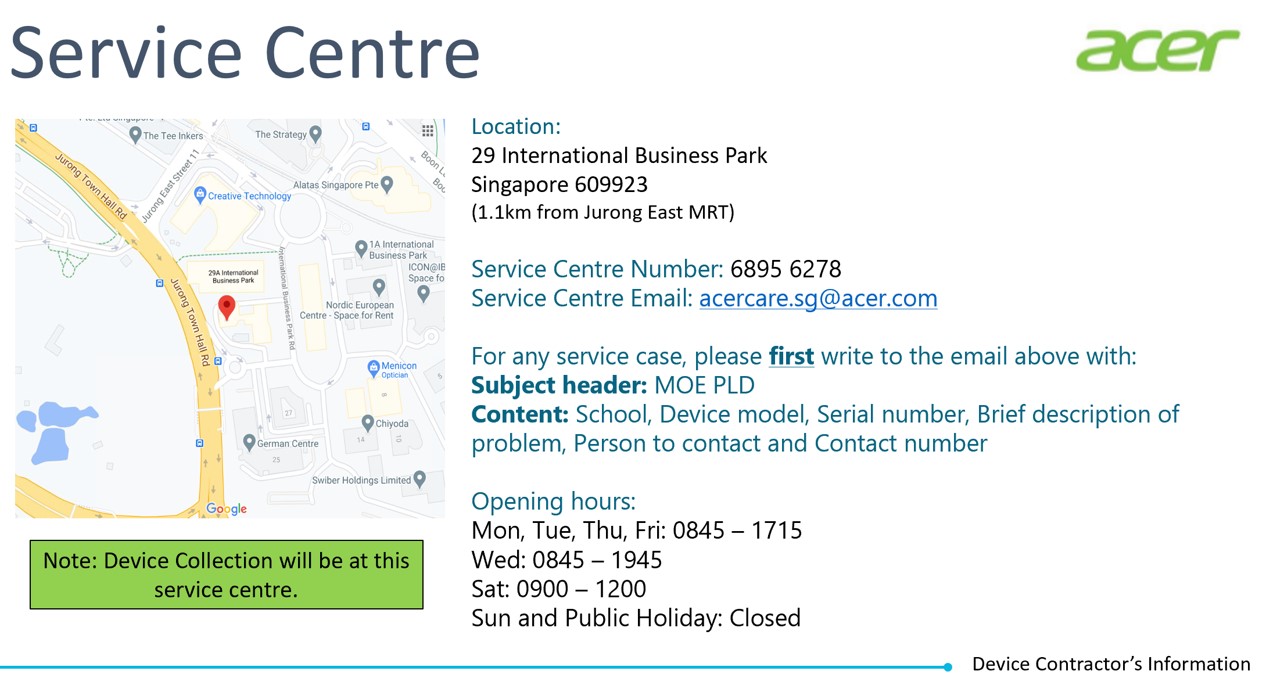 Service Centre
acer
The Tee Inkers
The Strategy
Jurong Town Hall Rd
Jurong East Street 11
Creative Technology
Alatas Singapore Pte
1A International
Business Park
29A International
Business Park
International Business Park Rd
ICON@IB
Space fo
Nordic European
Centre - Space for Rent
Jurong Town Hall Rd
Menicon
Optician
27
Chiyoda
14
10
German Centre
25
Swiber Holdings Limited
Google
Note: Device Collection will be at this
service centre.
Location:
29 International Business Park
Singapore 609923
(1.1km from Jurong East MRT)
Service Centre Number: 6895 6278
Service Centre Email: acercare.sg@acer.com
For any service case, please first write to the email above with:
Subject header: MOE PLD
Content: School, Device model, Serial number, Brief description of
problem, Person to contact and Contact number
Opening hours:
Mon, Tue, Thu, Fri: 0845 – 1715
Wed: 0845 – 1945
Sat: 0900 – 1200
Sun and Public Holiday: Closed
Device Contractor’s Information